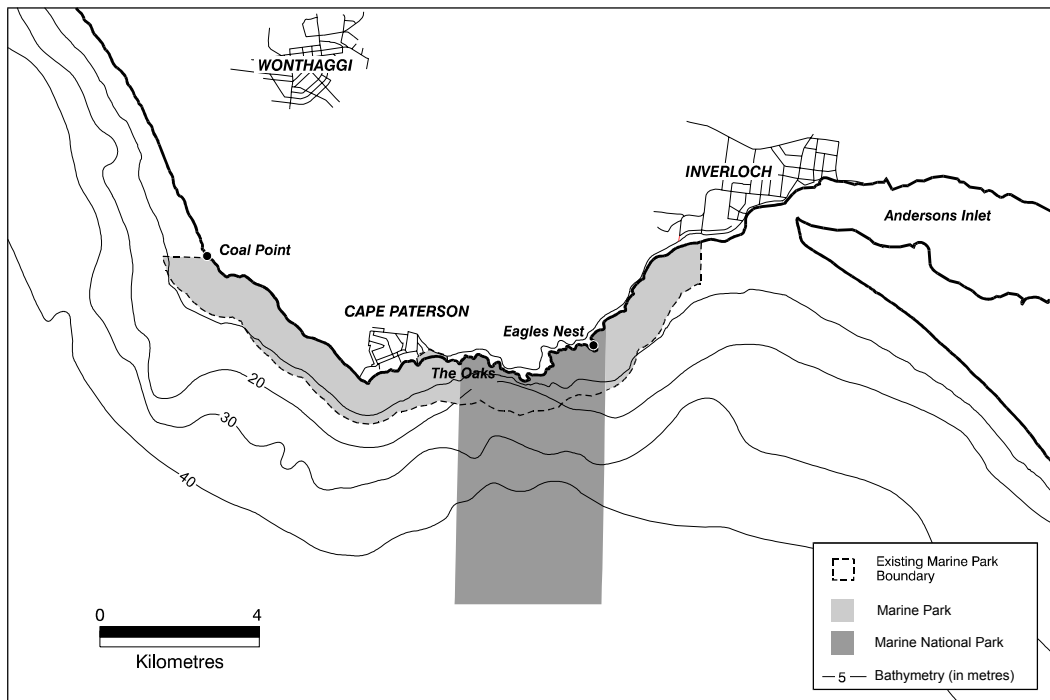 WONTHAGGI
INVERLOCH
Andersons Inlet
Coal Point
CAPE PATERSON
Eagles Nest
The Oaks
20
30
40
0 4
Kilometres
Existing Marine Park
Boundary
Marine Park
Marine National Park
5 Bathymetry (in metres)